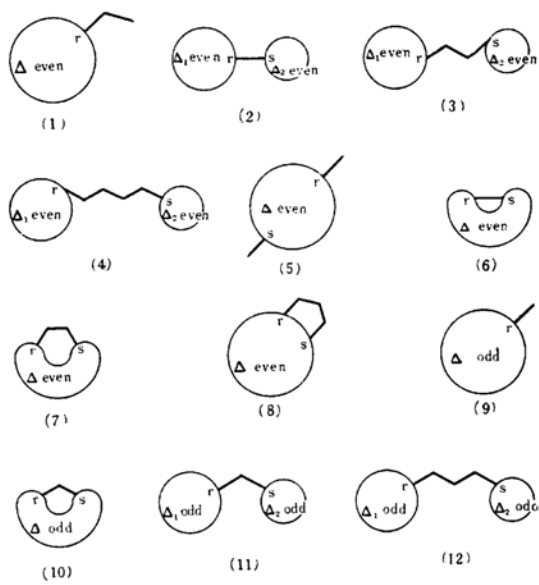 r
Δ even
(1)
Δ₁even r s Δ₂ even
(2)
Δ₁even r s Δ₂ even
(3)
r s
Δ₁ even Δ₂ even
(4)
r
Δ even
s
(5)
r s
Δ even
(6)
r s
Δ even
(7)
r
s
Δ even
(8)
r
Δ odd
(9)
r s
Δ odd
(10)
r s
Δ₁ odd Δ₂ odd
(11)
r s
Δ₁ odd Δ₂ odd
(12)